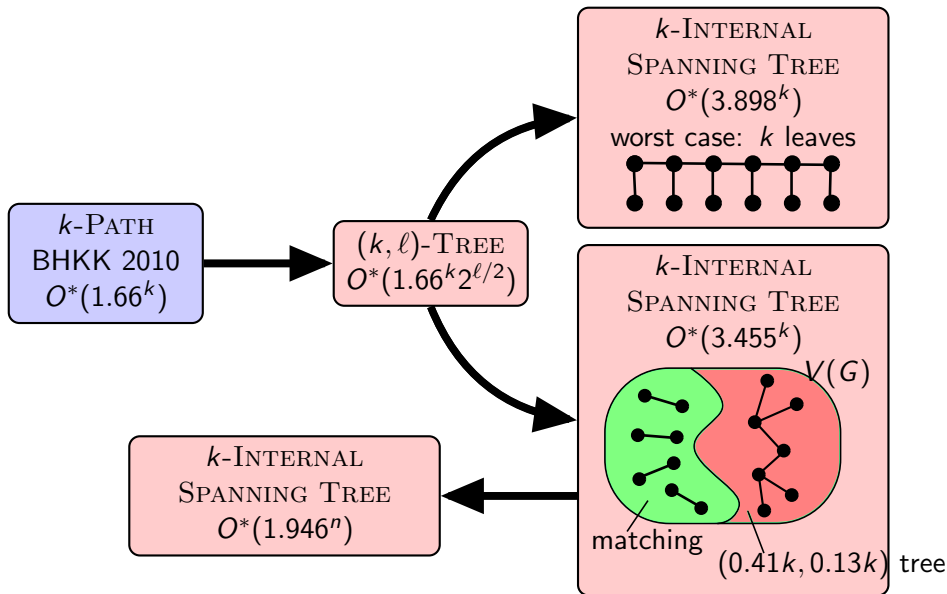 k-Path
BHKK 2010
O*(1.66^k)
(k, ℓ)-Tree
O*(1.66^k 2^{ℓ/2})
k-Internal
Spanning Tree
O*(3.898^k)
worst case: k leaves
k-Internal
Spanning Tree
O*(3.455^k)
V(G)
matching
(0.41k, 0.13k) tree
k-Internal
Spanning Tree
O*(1.946^n)